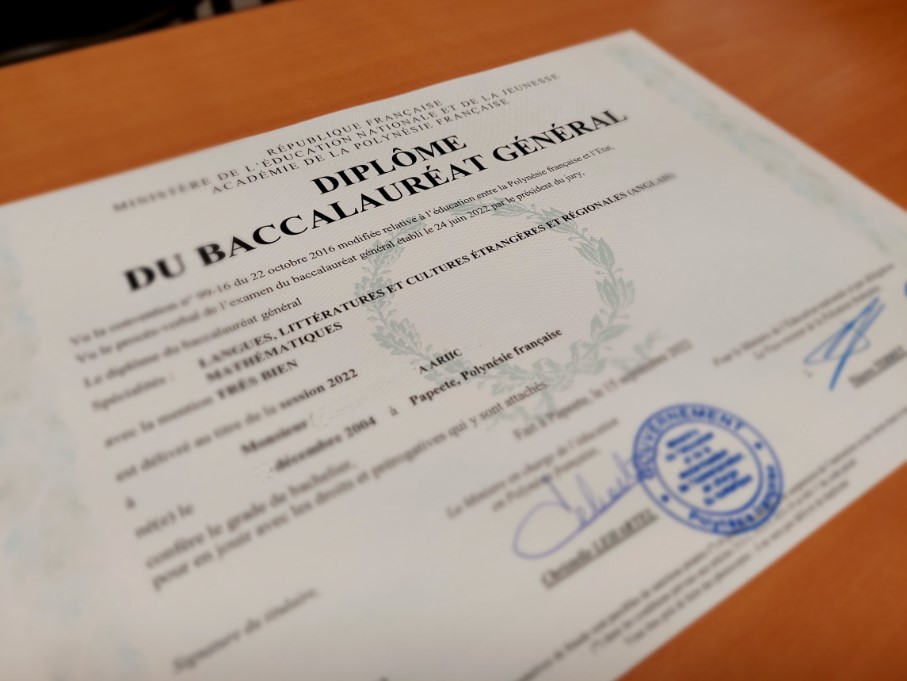 RÉPUBLIQUE FRANÇAISE
MINISTÈRE DE L'ÉDUCATION NATIONALE ET DE LA JEUNESSE
ACADÉMIE DE LA POLYNÉSIE FRANÇAISE
DIPLÔME
DU BACCALAURÉAT GÉNÉRAL
Vu la convention n° 99-16 du 22 octobre 2016 modifiée relative à l'éducation entre la Polynésie française et l'État,
Vu le procès-verbal de l'examen du baccalauréat général établi le 24 juin 2022 par le président du jury,
Le diplôme du baccalauréat général
Spécialités : LANGUES, LITTÉRATURES ET CULTURES ÉTRANGÈRES ET RÉGIONALES (ANGLAIS)
MATHÉMATIQUES
avec la mention TRÈS BIEN
est délivré au titre de la session 2022
à Monsieur AARIIC
né(e) le décembre 2004 à Papeete, Polynésie française
confère le grade de bachelier,
pour en jouir avec les droits et prérogatives qui y sont attachés.
Fait à Papeete, le 15 septembre 2022
Le Ministre en charge de l'éducation
en Polynésie française,
Christelle LEHARTEL
GOUVERNEMENT
Signature du titulaire,